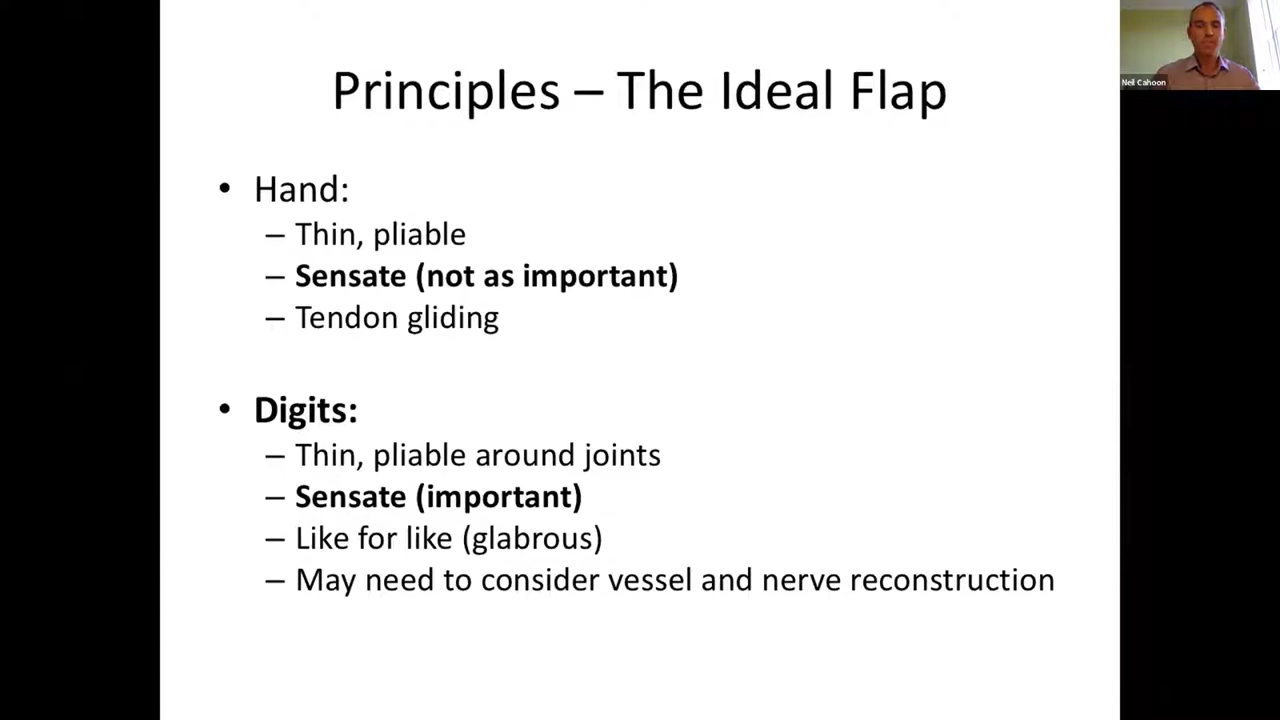 Principles – The Ideal Flap
Neil Cahoon
• Hand:
– Thin, pliable
– Sensate (not as important)
– Tendon gliding
• Digits:
– Thin, pliable around joints
– Sensate (important)
– Like for like (glabrous)
– May need to consider vessel and nerve reconstruction